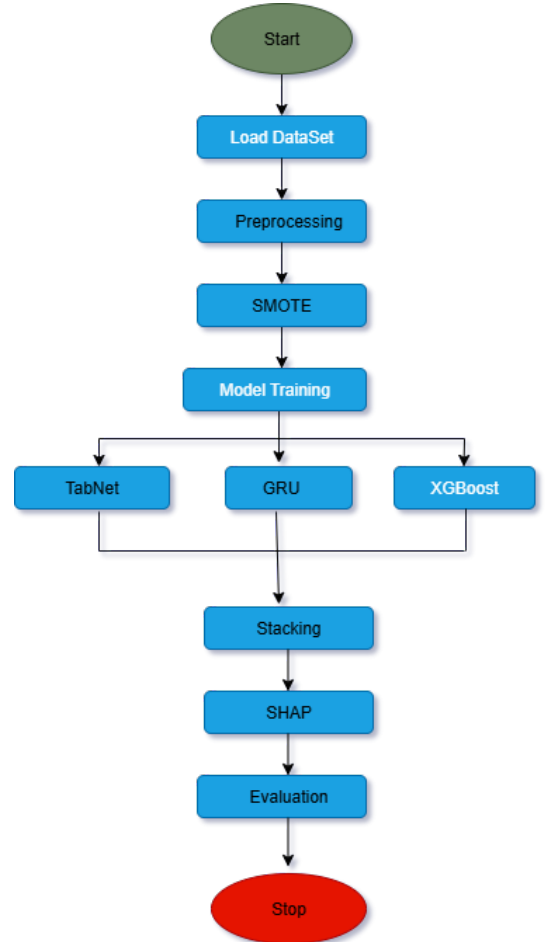 Start
Load DataSet
Preprocessing
SMOTE
Model Training
TabNet
GRU
XGBoost
Stacking
SHAP
Evaluation
Stop